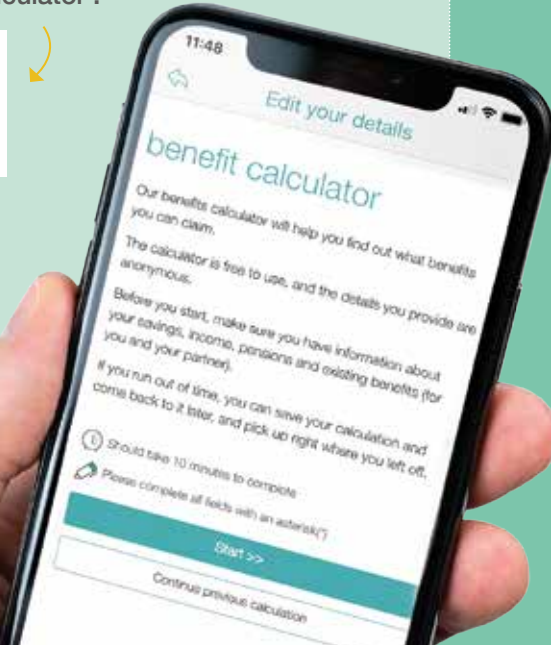 11:48
Edit your details
benefit calculator
Our benefits calculator will help you find out what benefits
you can claim.
The calculator is free to use, and the details you provide are
anonymous.
Before you start, make sure you have information about
your savings, income, pensions and existing benefits (for
you and your partner).
If you run out of time, you can save your calculation and
come back to it later, and pick up right where you left off.
Should take 10 minutes to complete
Please complete all fields with an asterisk(*)
Start >>
Continue previous calculation